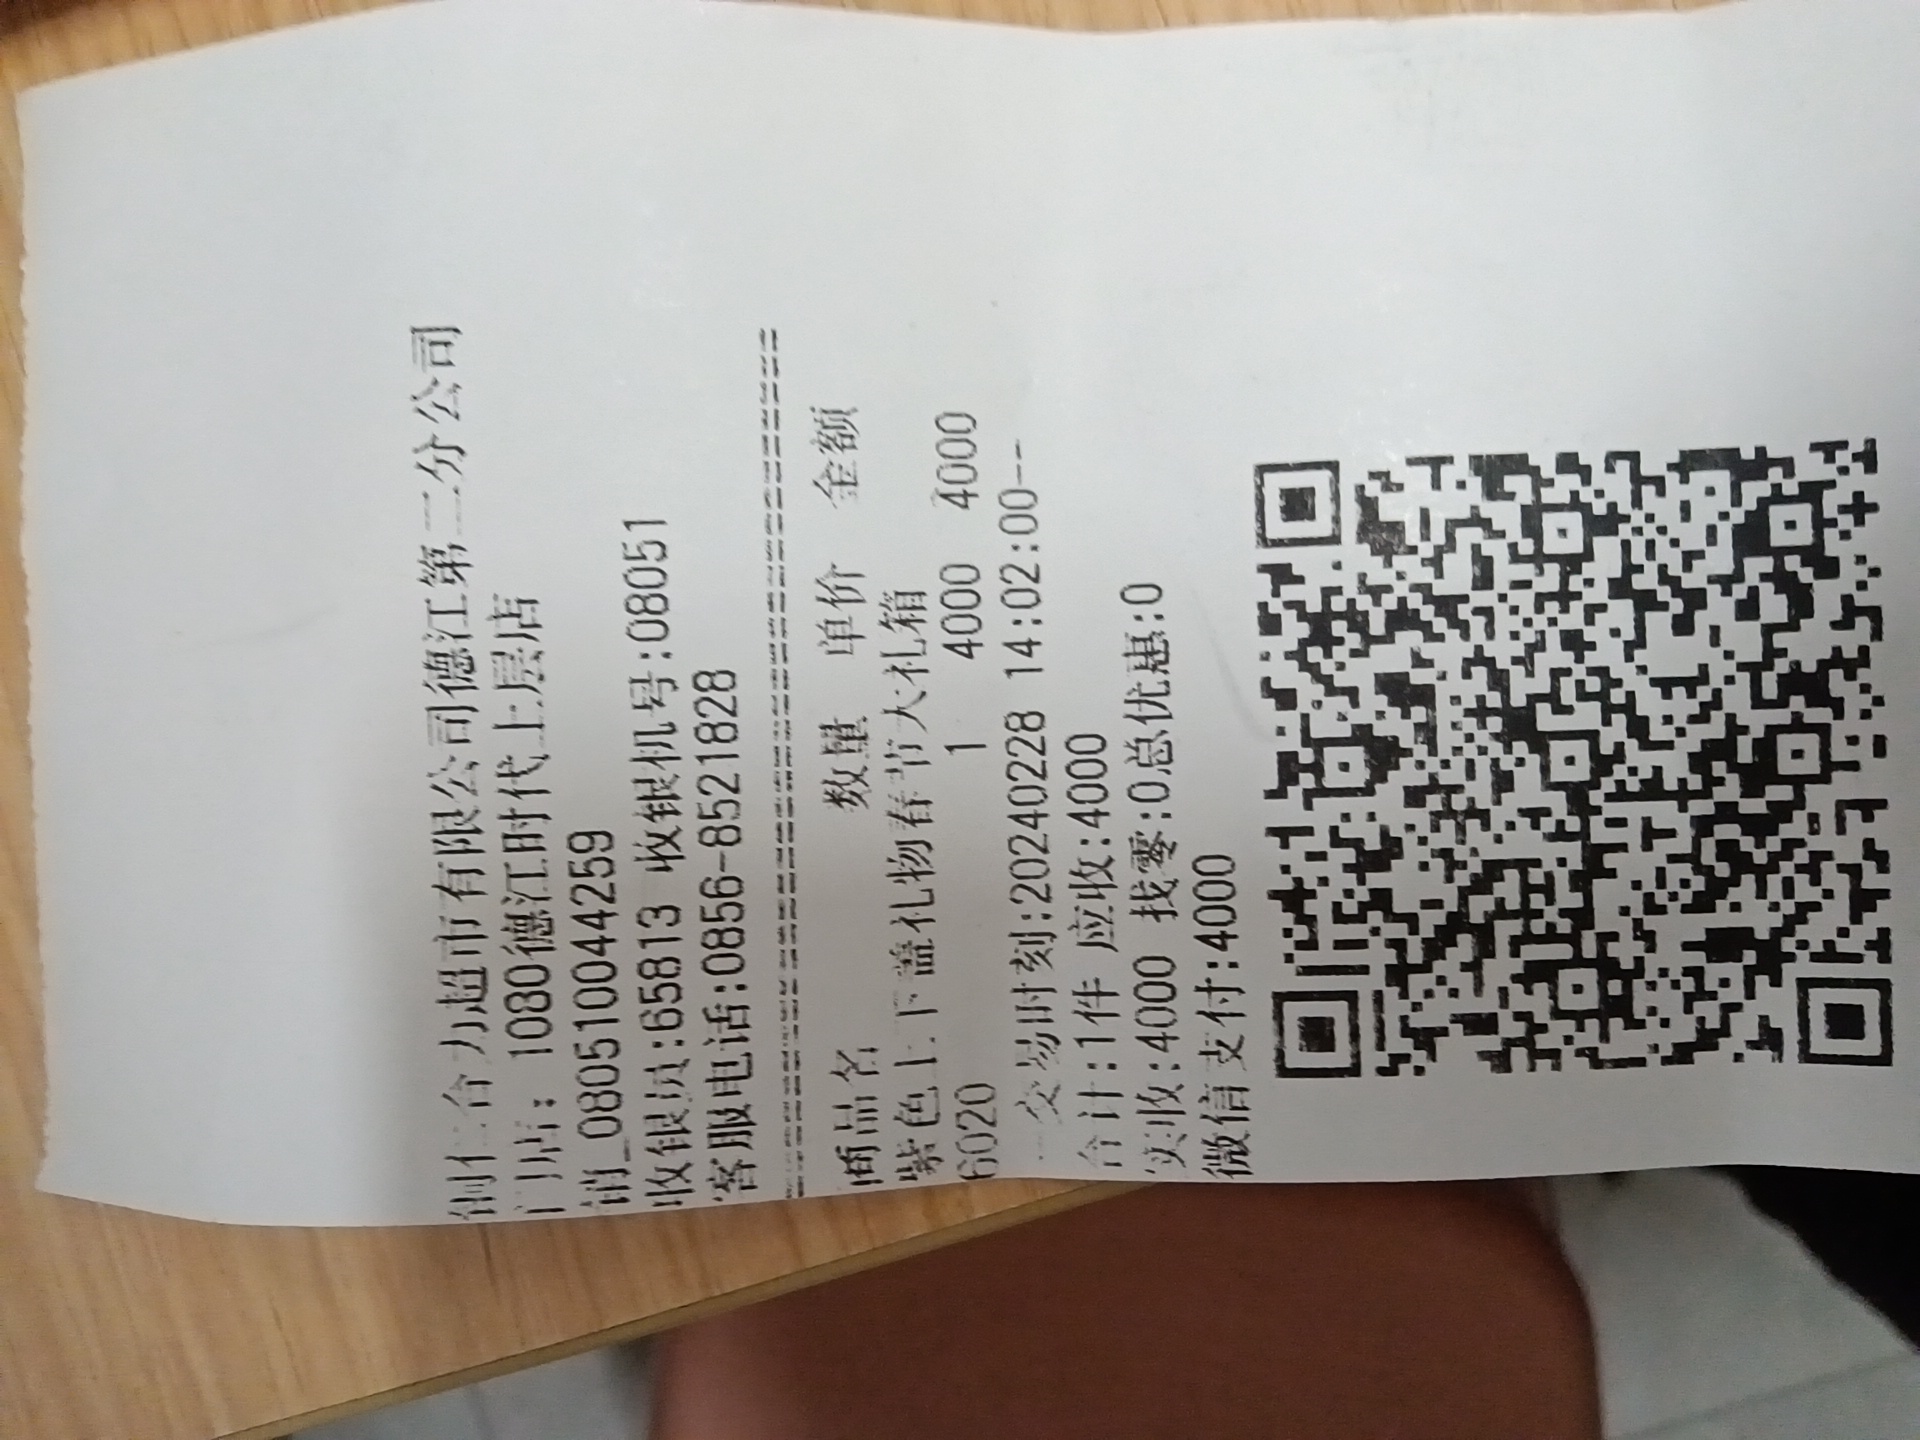 铜仁合力超市有限公司德江第二分公司
门店：1080德江时代上层店
销_08051004​4259
收银员:65813 收银机号:08051
客服电话:0856-8521828
================================
商品名 数量 单价 金额
紫色上下盖礼物春节大礼箱
6020 1 4000 4000
--交易时刻:20240228 14:02:00--
合计:1件 应收:4000
实收:4000 找零:0总优惠:0
微信支付:4000